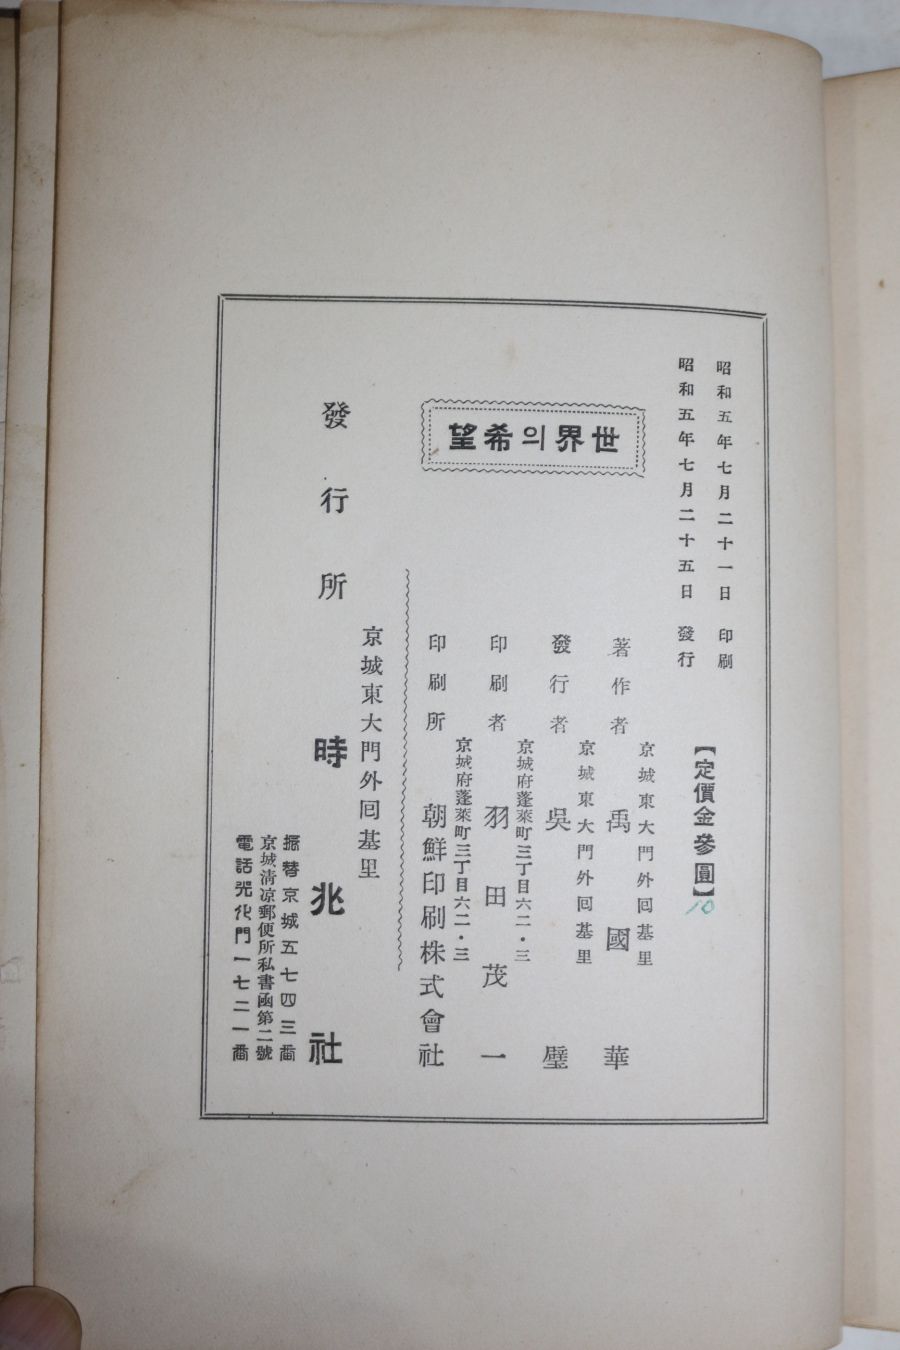 昭和五年七月二十一日 印刷
昭和五年七月二十五日 發行
【定價金參圓】
10
世界의希望
京城東大門外回基里
著作者 禹國華
京城東大門外回基里
發行者 吳璧
京城府蓬萊町三丁目六二・三
印刷者 羽田茂一
京城府蓬萊町三丁目六二・三
印刷所 朝鮮印刷株式會社
京城東大門外回基里
發行所 時兆社
振替京城五七四三番
京城清凉郵便所私書函第二號
電話光化門一七二一番